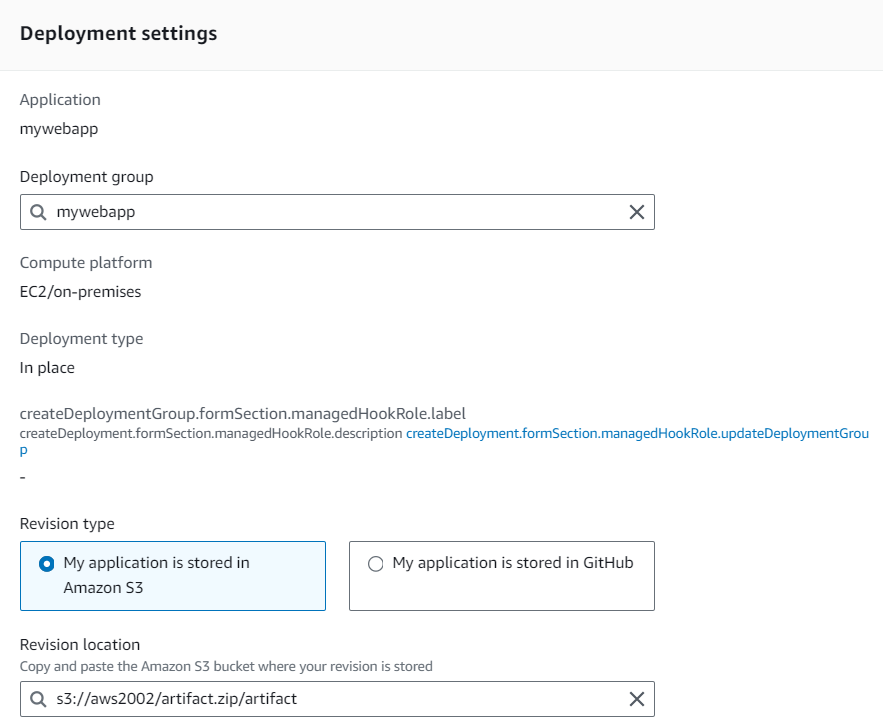 Deployment settings
Application
mywebapp
Deployment group
mywebapp
Compute platform
EC2/on-premises
Deployment type
In place
createDeploymentGroup.formSection.managedHookRole.label
createDeployment.formSection.managedHookRole.description createDeployment.formSection.managedHookRole.updateDeploymentGrou
p
-
Revision type
My application is stored in
Amazon S3
My application is stored in GitHub
Revision location
Copy and paste the Amazon S3 bucket where your revision is stored
s3://aws2002/artifact.zip/artifact